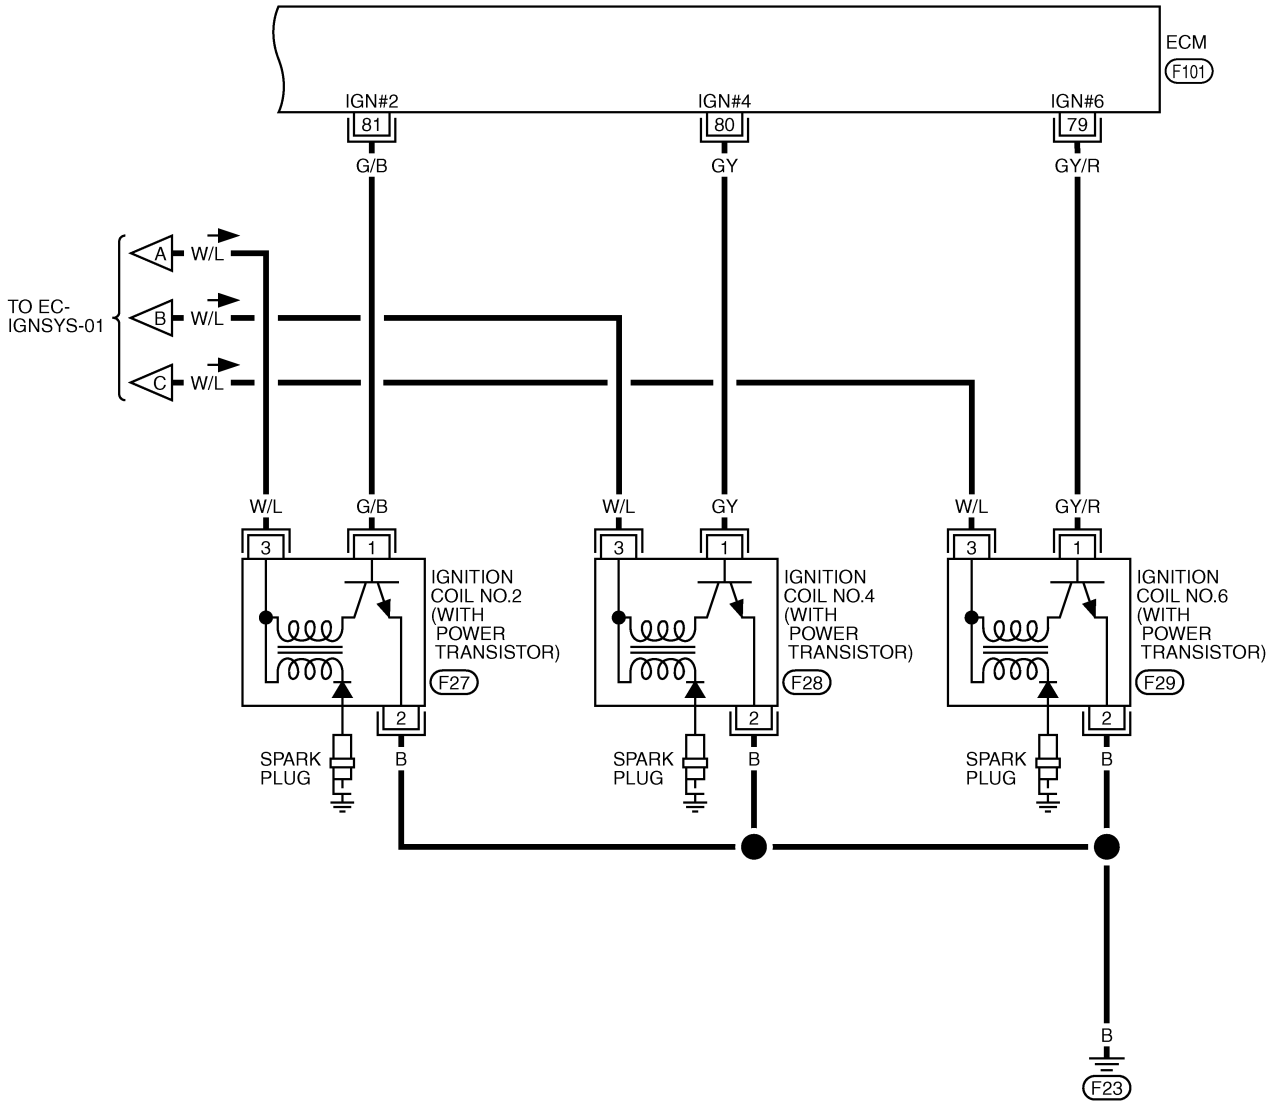 ECM
F101
IGN#2
IGN#4
IGN#6
81
80
79
G/B
GY
GY/R
TO EC-
IGNSYS-01
A
W/L
B
W/L
C
W/L
W/L
G/B
W/L
GY
W/L
GY/R
3
1
3
1
3
1
IGNITION
COIL NO.2
(WITH
POWER
TRANSISTOR)
F27
IGNITION
COIL NO.4
(WITH
POWER
TRANSISTOR)
F28
IGNITION
COIL NO.6
(WITH
POWER
TRANSISTOR)
F29
2
2
2
SPARK
PLUG
B
SPARK
PLUG
B
SPARK
PLUG
B
B
F23